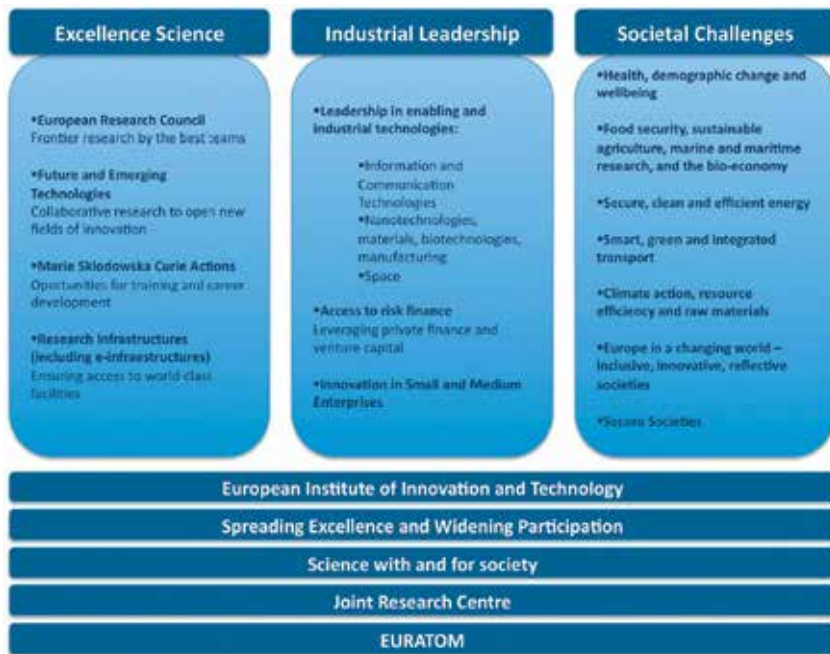 Excellence Science
•European Research Council
Frontier research by the best teams
•Future and Emerging
Technologies
Collaborative research to open new
fields of innovation
•Marie Sklodowska Curie Actions
Oportunities for training and career
development
•Research Infrastructures
(including e-infraestructures)
Ensuring access to world class
facilities
Industrial Leadership
•Leadership in enabling and
industrial technologies:
•Information and
Communication
Technologies
•Nanotechnologies,
materials, biotechnologies,
manufacturing
•Space
•Access to risk finance
Leveraging private finance and
venture capital
•Innovation in Small and Medium
Enterprises
Societal Challenges
•Health, demographic change and
wellbeing
•Food security, sustainable
agriculture, marine and maritime
research, and the bio-economy
•Secure, clean and efficient energy
•Smart, green and integrated
transport
•Climate action, resource
efficiency and raw materials
•Europe in a changing world –
inclusive, innovative, reflective
societies
•Secure Societies
European Institute of Innovation and Technology
Spreading Excellence and Widening Participation
Science with and for society
Joint Research Centre
EURATOM